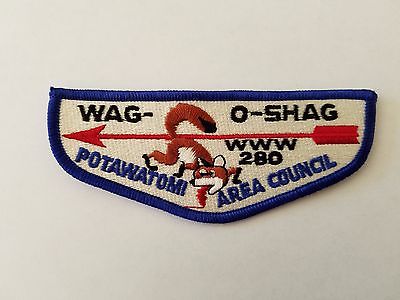 WAG- O-SHAG
WWW
280
POTAWATOMI AREA COUNCIL